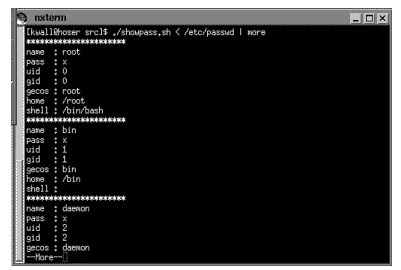 nxterm
[kwall@hoser src]$ ./showpass.sh < /etc/passwd | more
***********************
name  : root
pass  : x
uid   : 0
gid   : 0
gecos : root
home  : /root
shell : /bin/bash
***********************
name  : bin
pass  : x
uid   : 1
gid   : 1
gecos : bin
home  : /bin
shell :
***********************
name  : daemon
pass  : x
uid   : 2
gid   : 2
gecos : daemon
--More--